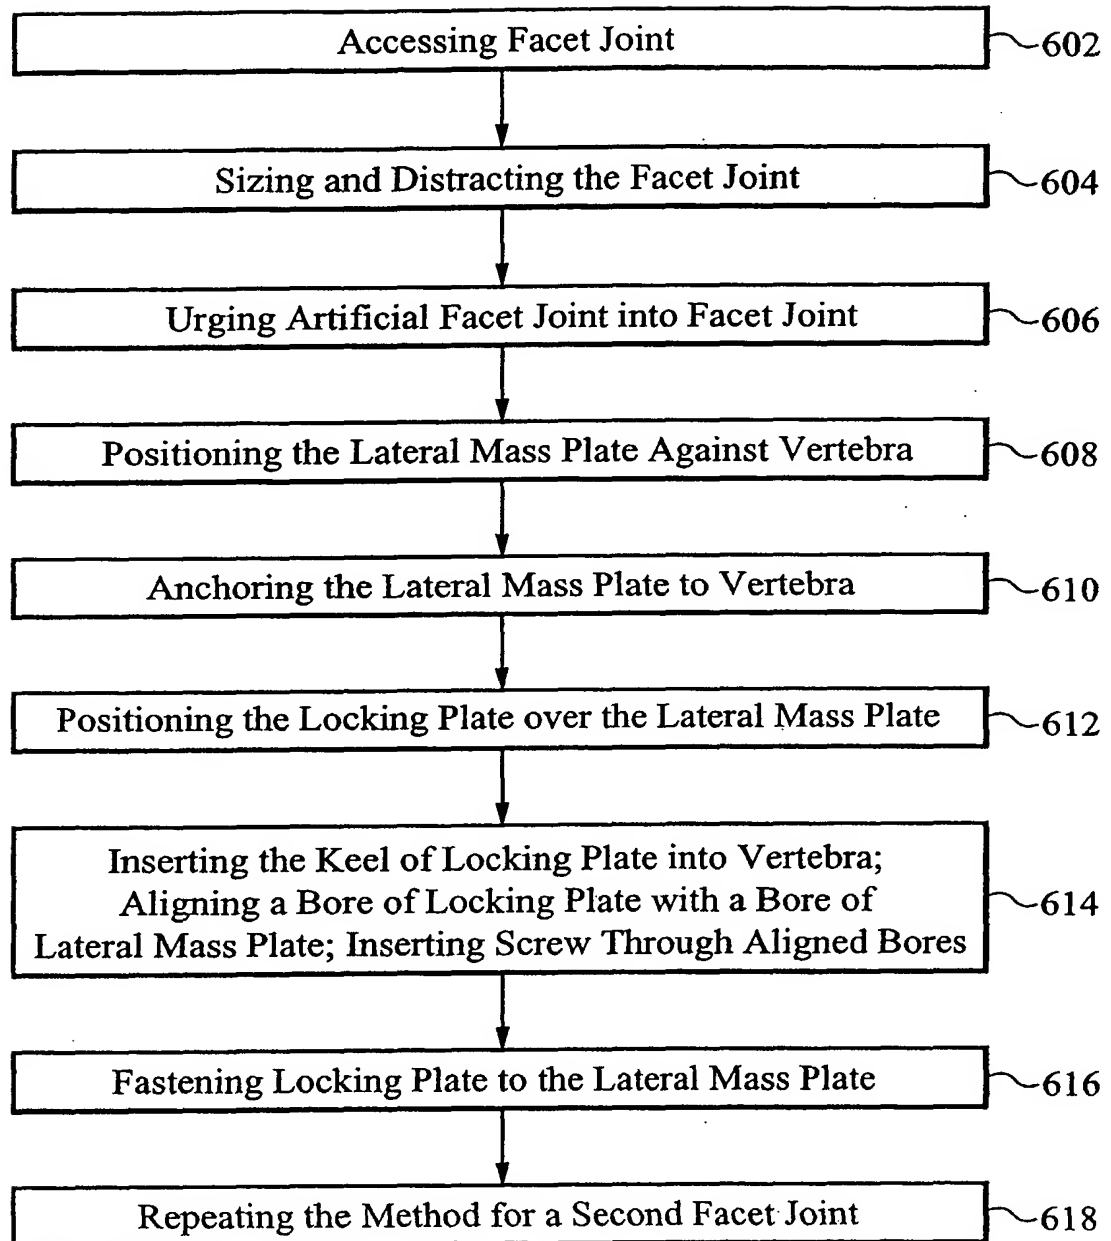 Accessing Facet Joint
602
Sizing and Distracting the Facet Joint
604
Urging Artificial Facet Joint into Facet Joint
606
Positioning the Lateral Mass Plate Against Vertebra
608
Anchoring the Lateral Mass Plate to Vertebra
610
Positioning the Locking Plate over the Lateral Mass Plate
612
Inserting the Keel of Locking Plate into Vertebra;
Aligning a Bore of Locking Plate with a Bore of
Lateral Mass Plate; Inserting Screw Through Aligned Bores
614
Fastening Locking Plate to the Lateral Mass Plate
616
Repeating the Method for a Second Facet Joint
618